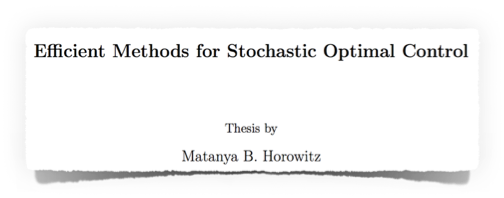 Efficient Methods for Stochastic Optimal Control
Thesis by
Matanya B. Horowitz